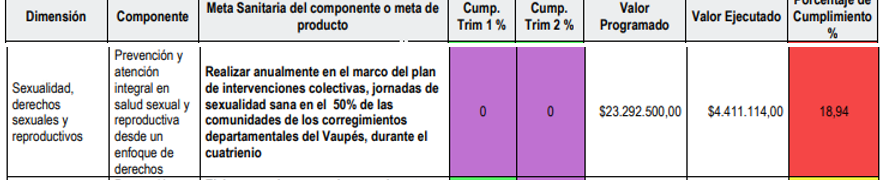 Dimensión
Componente
Meta Sanitaria del componente o meta de
producto
Cump.
Trim 1 %
Cump.
Trim 2 %
Valor
Programado
Valor Ejecutado
Porcentaje de
Cumplimiento
%
Sexualidad,
derechos
sexuales y
reproductivos
Prevención y
atención
integral en
salud sexual y
reproductiva
desde un
enfoque de
derechos
Realizar anualmente en el marco del plan
de intervenciones colectivas, jornadas de
sexualidad sana en el 50% de las
comunidades de los corregimientos
departamentales del Vaupés, durante el
cuatrienio
0
0
$23.292.500,00
$4.411.114,00
18,94